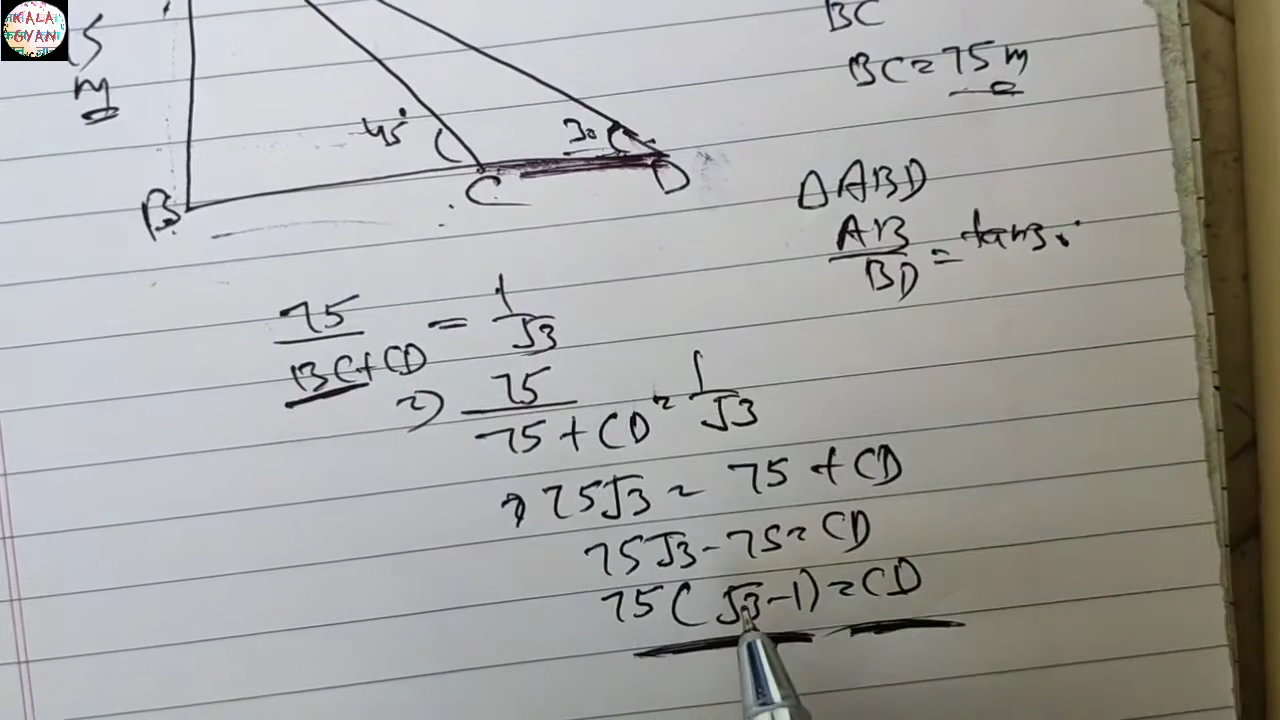 KALA
GYAN
m
45°
30
B
C
D
BC
BC = 75 m
Δ ABD
AB
BD = tan 30
75
BC + CD = 1
√3
⇒ 75
75 + CD = 1
√3
⇒ 75√3 = 75 + CD
75√3 - 75 = CD
75(√3 - 1) = CD